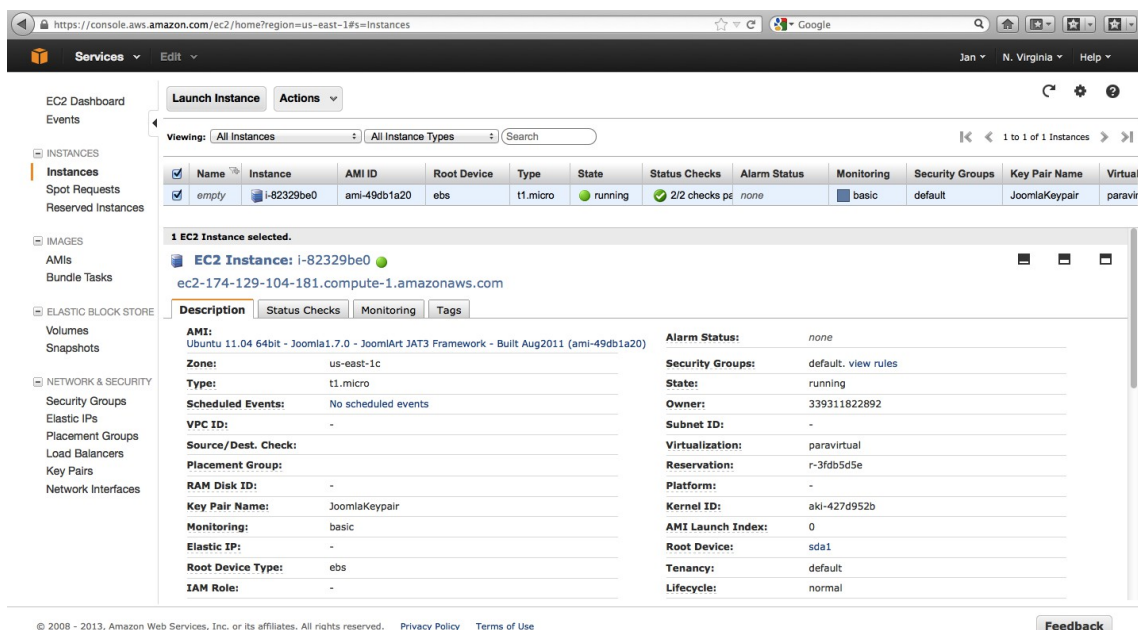 https://console.aws.amazon.com/ec2/home?region=us-east-1#s=Instances
Google
Services Edit Jan N. Virginia Help
EC2 Dashboard
Events
INSTANCES
Instances
Spot Requests
Reserved Instances
IMAGES
AMIs
Bundle Tasks
ELASTIC BLOCK STORE
Volumes
Snapshots
NETWORK & SECURITY
Security Groups
Elastic IPs
Placement Groups
Load Balancers
Key Pairs
Network Interfaces
Launch Instance Actions
Viewing: All Instances All Instance Types Search 1 to 1 of 1 Instances
Name Instance AMI ID Root Device Type State Status Checks Alarm Status Monitoring Security Groups Key Pair Name Virtual
empty i-82329be0 ami-49db1a20 ebs t1.micro running 2/2 checks pa none basic default JoomlaKeypair paravir
1 EC2 Instance selected.
EC2 Instance: i-82329be0
ec2-174-129-104-181.compute-1.amazonaws.com
Description Status Checks Monitoring Tags
AMI:
Ubuntu 11.04 64bit - Joomla1.7.0 - JoomlArt JAT3 Framework - Built Aug2011 (ami-49db1a20)
Alarm Status: none
Zone: us-east-1c Security Groups: default. view rules
Type: t1.micro State: running
Scheduled Events: No scheduled events Owner: 339311822892
VPC ID: - Subnet ID: -
Source/Dest. Check: Virtualization: paravirtual
Placement Group: Reservation: r-3fdb5d5e
RAM Disk ID: - Platform: -
Key Pair Name: JoomlaKeypair Kernel ID: aki-427d952b
Monitoring: basic AMI Launch Index: 0
Elastic IP: - Root Device: sda1
Root Device Type: ebs Tenancy: default
IAM Role: - Lifecycle: normal
© 2008 - 2013, Amazon Web Services, Inc. or its affiliates. All rights reserved. Privacy Policy Terms of Use Feedback